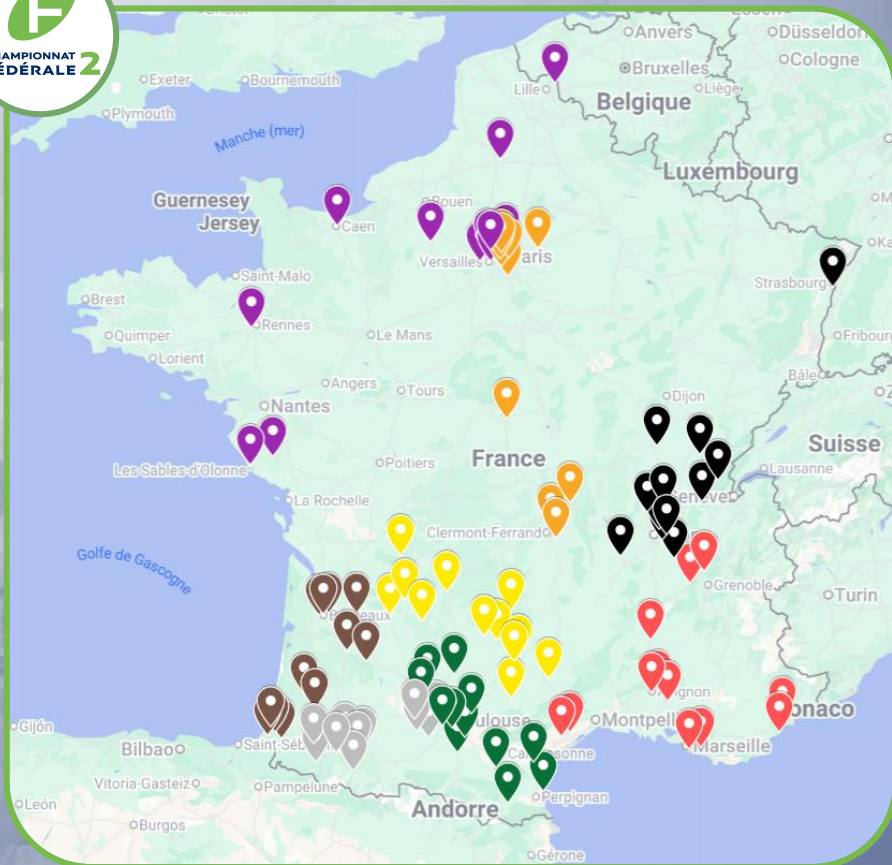 F
CHAMPIONNAT
FÉDÉRALE 2
Anvers
Düsseldorf
Exeter
Bournemouth
Bruxelles
Cologne
Lille
Liège
Belgique
Plymouth
Manche (mer)
Luxembourg
Guernesey
Jersey
Rouen
Caen
Versailles
Paris
Saint-Malo
Strasbourg
Brest
Rennes
Quimper
Le Mans
Lorient
Bâle
Angers
Tours
Dijon
Nantes
France
Suisse
Poitiers
Lausanne
Les Sables-d'Olonne
Genève
La Rochelle
Clermont-Ferrand
Golfe de Gascogne
Grenoble
Turin
Bordeaux
Avignon
Toulouse
Montpell
Monaco
Gijón
Bilbao
Saint-Séb
Marseille
Carcassonne
Vitoria-Gasteiz
Pampelune
Perpignan
León
Andorre
Burgos
Gérone